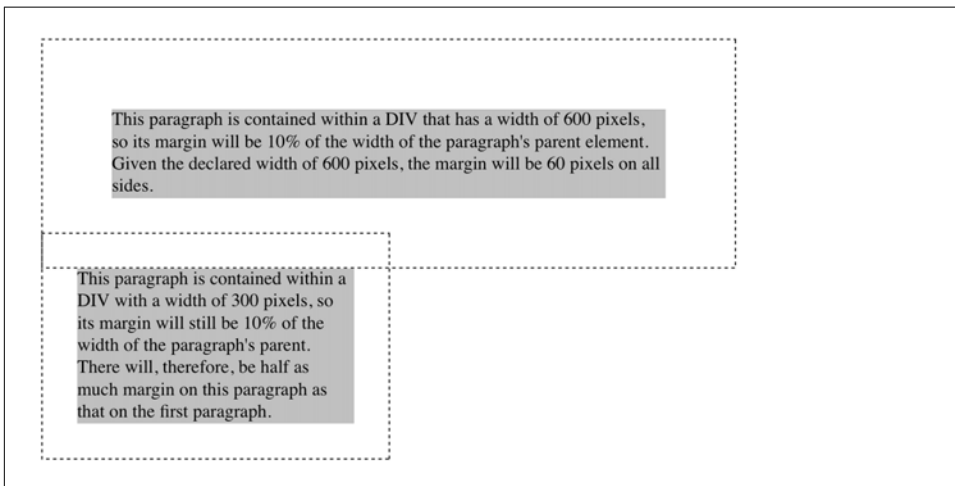 This paragraph is contained within a DIV that has a width of 600 pixels,
so its margin will be 10% of the width of the paragraph's parent element.
Given the declared width of 600 pixels, the margin will be 60 pixels on all
sides.
This paragraph is contained within a
DIV with a width of 300 pixels, so
its margin will still be 10% of the
width of the paragraph's parent.
There will, therefore, be half as
much margin on this paragraph as
that on the first paragraph.